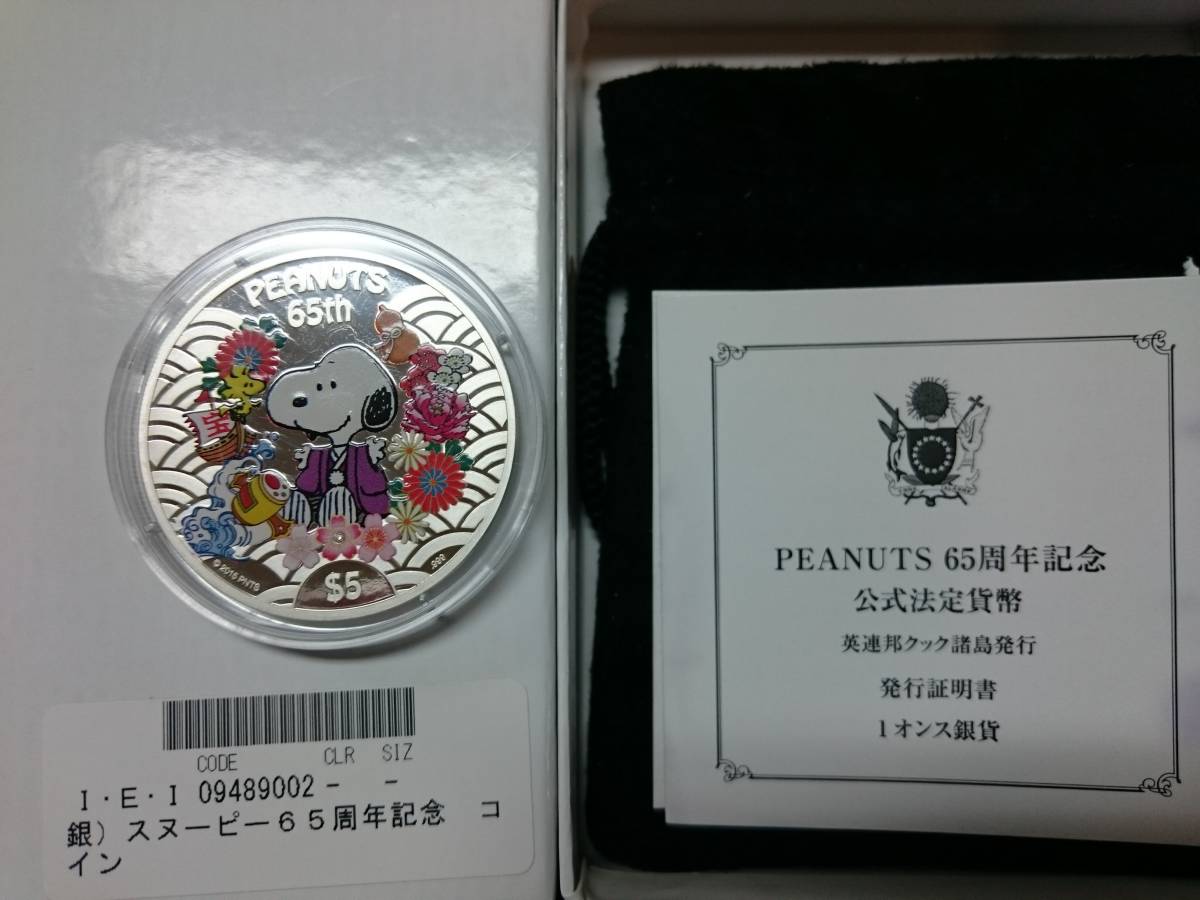 PEANUTS
65th
宝
© 2015 PNTS
$5
.999
CODE CLR SIZ
I・E・I 09489002 - -
銀）スヌーピー６５周年記念 コ
イン
PEANUTS 65周年記念
公式法定貨幣
英連邦クック諸島発行
発行証明書
1オンス銀貨